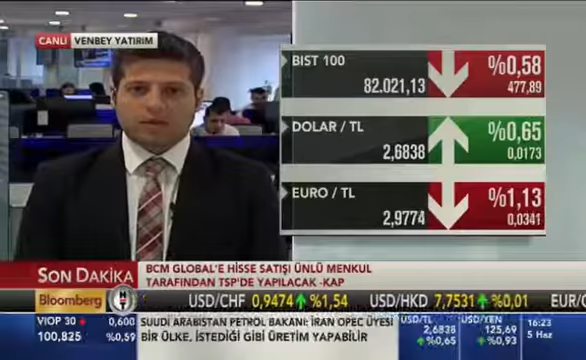 CANLI VENBEY YATIRIM
BIST 100
82.021,13
%0,58
477,89
DOLAR / TL
2,6838
%0,65
0,0173
EURO / TL
2,9774
%1,13
0,0341
SON DAKİKA
BCM GLOBAL'E HİSSE SATIŞI ÜNLÜ MENKUL
TARAFINDAN TSP'DE YAPILACAK -KAP
Bloomberg
USD/CHF 0,9474 %1,54 USD/HKD 7,7531 %0,01 EUR/
VIOP 30 0,600
100,825 %0,59
SUUDİ ARABİSTAN PETROL BAKANI: İRAN OPEC ÜYESİ
BİR ÜLKE, İSTEDİĞİ GİBİ ÜRETİM YAPABİLİR
USD/TL
2,6838
%0,65
USD/YEN
125,69
%0,93
16:23
5 Haz